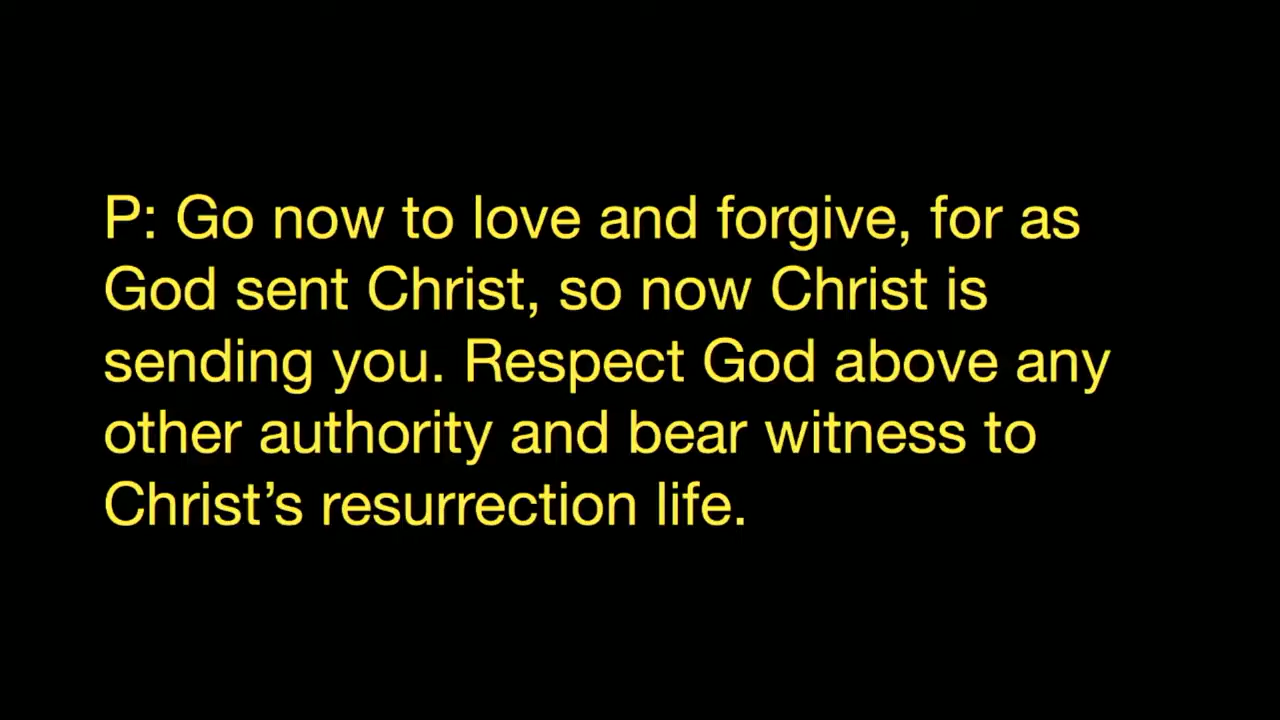 P: Go now to love and forgive, for as
God sent Christ, so now Christ is
sending you. Respect God above any
other authority and bear witness to
Christ’s resurrection life.